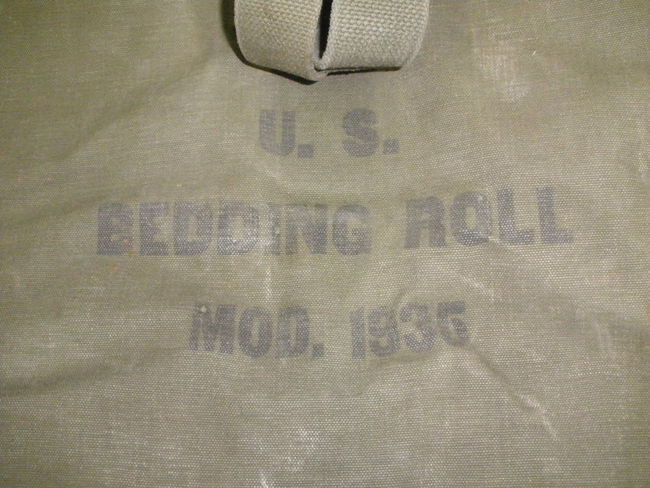 U. S.
BEDDING ROLL
MOD. 1935